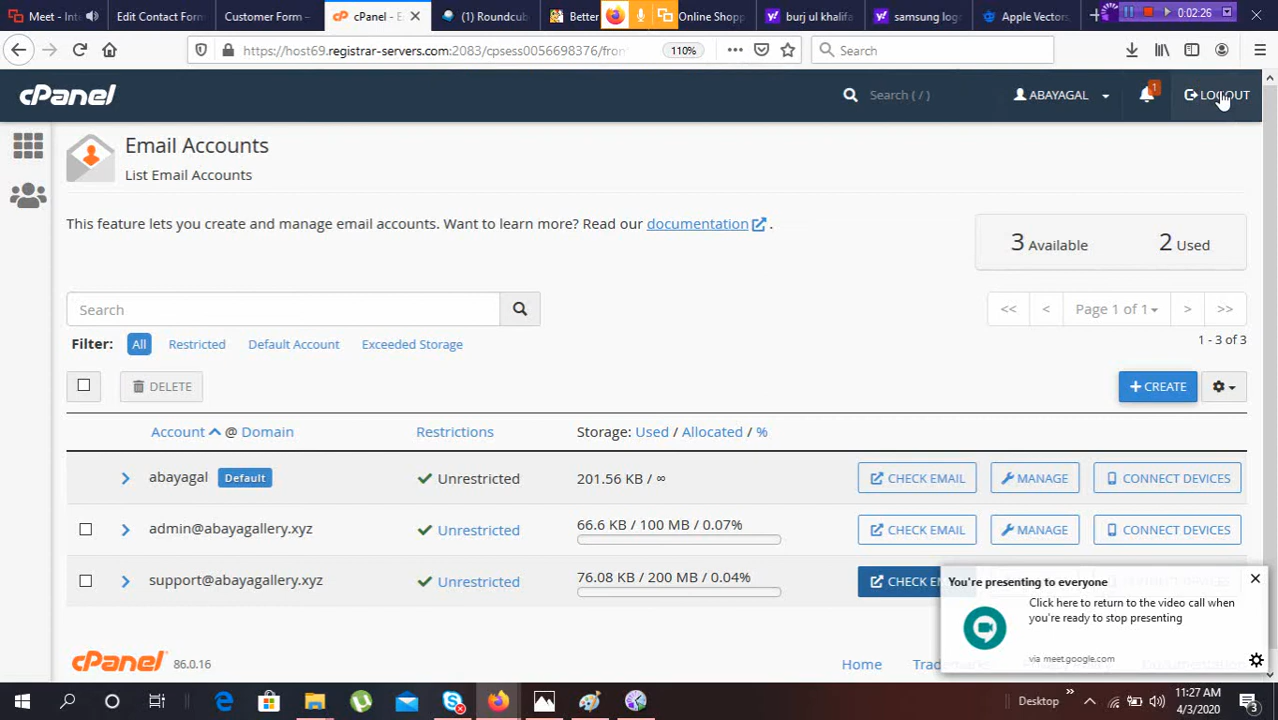 Meet - Inte
Edit Contact Form
Customer Form –
cPanel - E
(1) Roundcub
Better
Online Shopp
burj ul khalifa
samsung log
Apple Vectors,
00:02:26
https://host69.registrar-servers.com:2083/cpsess0056698376/fron
110%
Search
cPanel
Search ( / )
ABAYAGAL
1
LOGOUT
Email Accounts
List Email Accounts
This feature lets you create and manage email accounts. Want to learn more? Read our documentation .
3 Available 2 Used
Search
<< < Page 1 of 1 > >>
Filter: All Restricted Default Account Exceeded Storage
1 - 3 of 3
DELETE
+ CREATE
Account @ Domain Restrictions Storage: Used / Allocated / %
abayagal Default Unrestricted 201.56 KB / ∞ CHECK EMAIL MANAGE CONNECT DEVICES
admin@abayagallery.xyz Unrestricted 66.6 KB / 100 MB / 0.07% CHECK EMAIL MANAGE CONNECT DEVICES
support@abayagallery.xyz Unrestricted 76.08 KB / 200 MB / 0.04% CHECK EM
You're presenting to everyone
Click here to return to the video call when
you're ready to stop presenting
via meet.google.com
cPanel 86.0.16 Home Tradem
Desktop
11:27 AM
4/3/2020
3